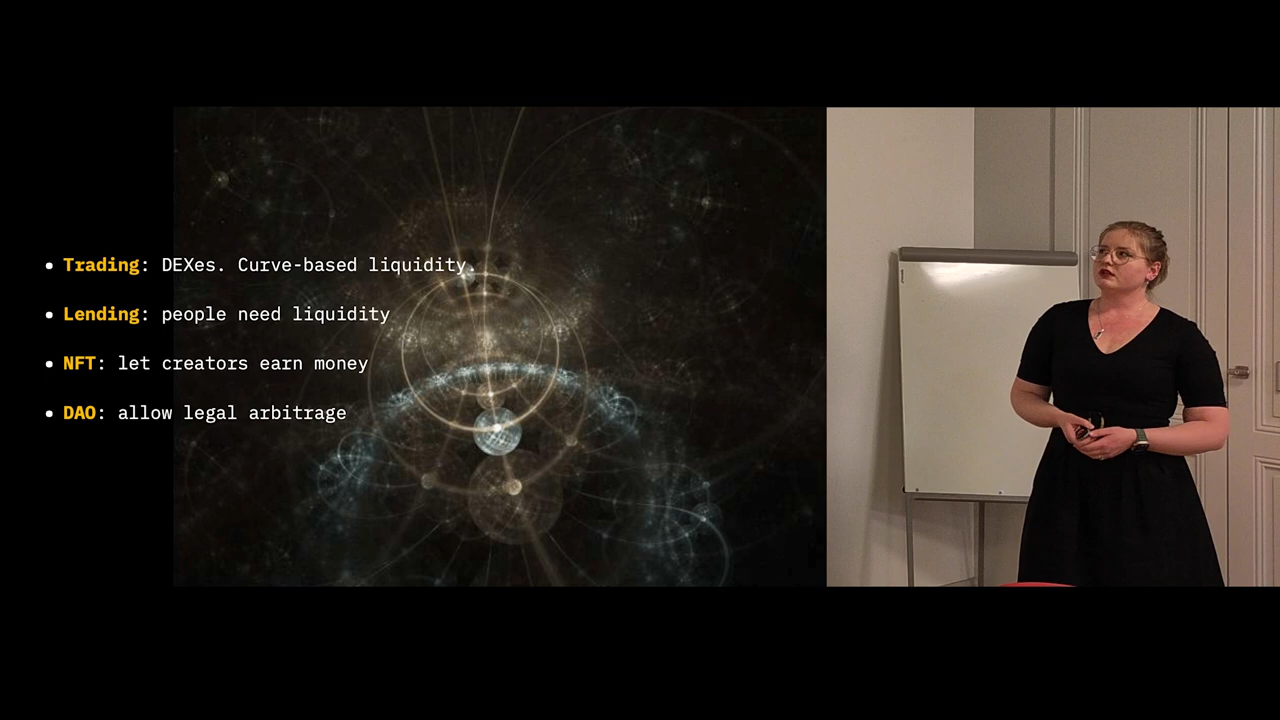 • Trading: DEXes. Curve-based liquidity.
• Lending: people need liquidity
• NFT: let creators earn money
• DAO: allow legal arbitrage